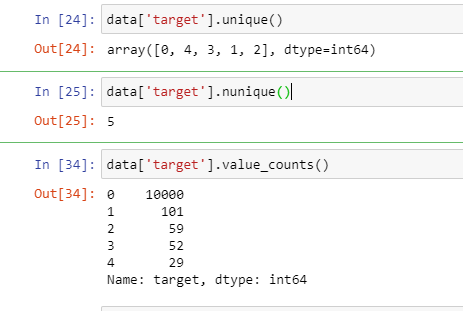 In [24]: data['target'].unique()
Out[24]: array([0, 4, 3, 1, 2], dtype=int64)
In [25]: data['target'].nunique()
Out[25]: 5
In [34]: data['target'].value_counts()
Out[34]: 0    10000
1      101
2       59
3       52
4       29
Name: target, dtype: int64